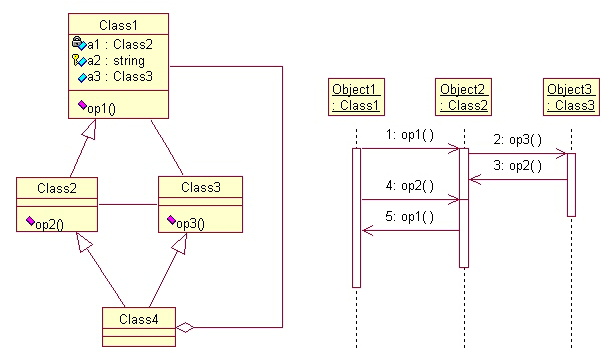 Class1
a1 : Class2
a2 : string
a3 : Class3
op1()
Class2
op2()
Class3
op3()
Class4
Object1
: Class1
Object2
: Class2
Object3
: Class3
1: op1( )
2: op3( )
3: op2( )
4: op2( )
5: op1( )